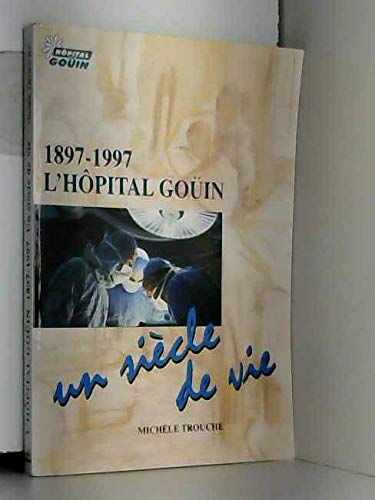 HÔPITAL
GOÜIN
1897-1997
L'HÔPITAL GOÜIN
un siècle
de vie
MICHÈLE TROUCHE